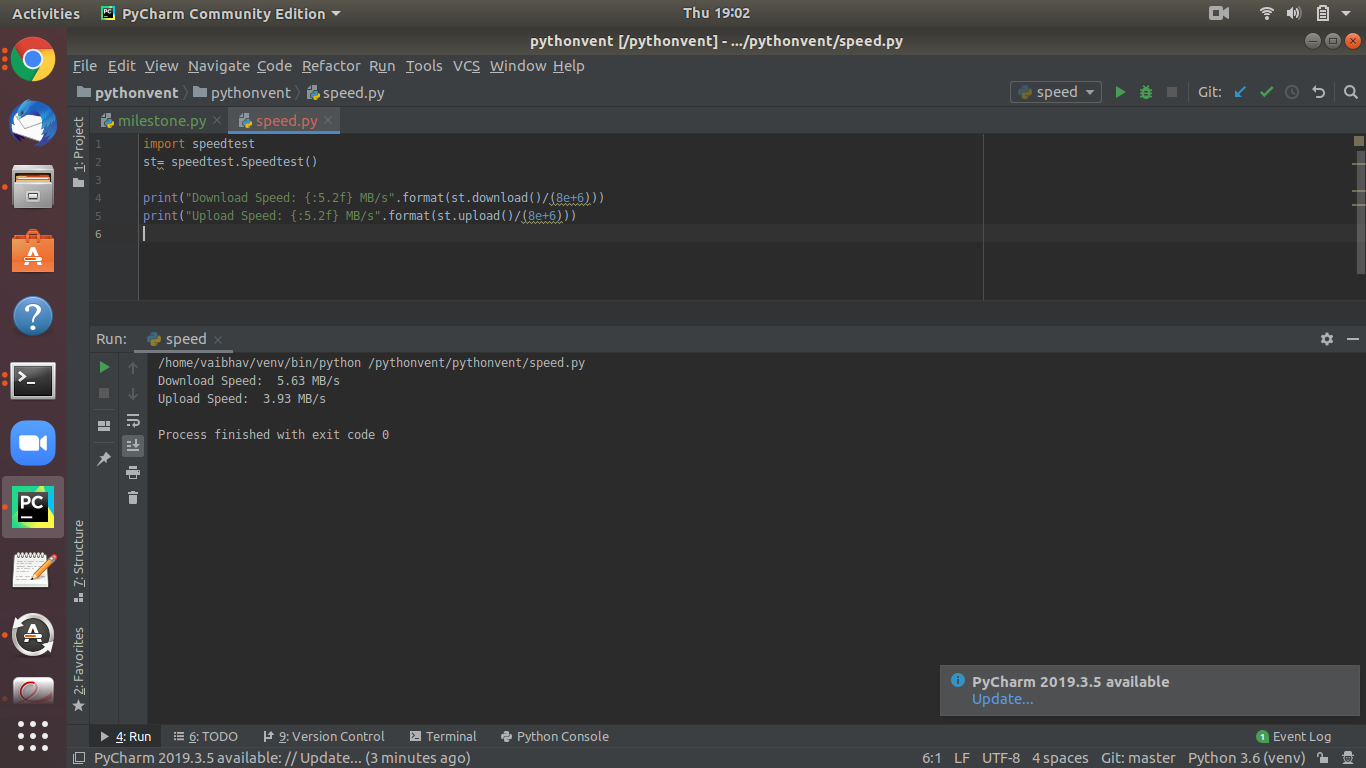 Activities
PyCharm Community Edition
Thu 19:02
pythonvent [/pythonvent] - .../pythonvent/speed.py
File Edit View Navigate Code Refactor Run Tools VCS Window Help
pythonvent pythonvent speed.py
speed
Git:
1: Project
milestone.py
speed.py
1 import speedtest
2 st= speedtest.Speedtest()
3
4 print("Download Speed: {:5.2f} MB/s".format(st.download()/(8e+6)))
5 print("Upload Speed: {:5.2f} MB/s".format(st.upload()/(8e+6)))
6
Run: speed
/home/vaibhav/venv/bin/python /pythonvent/pythonvent/speed.py
Download Speed:  5.63 MB/s
Upload Speed:  3.93 MB/s
Process finished with exit code 0
PC
7: Structure
2: Favorites
PyCharm 2019.3.5 available
Update...
4: Run
6: TODO
9: Version Control
Terminal
Python Console
1 Event Log
PyCharm 2019.3.5 available: // Update... (3 minutes ago)
6:1 LF UTF-8 4 spaces Git: master Python 3.6 (venv)